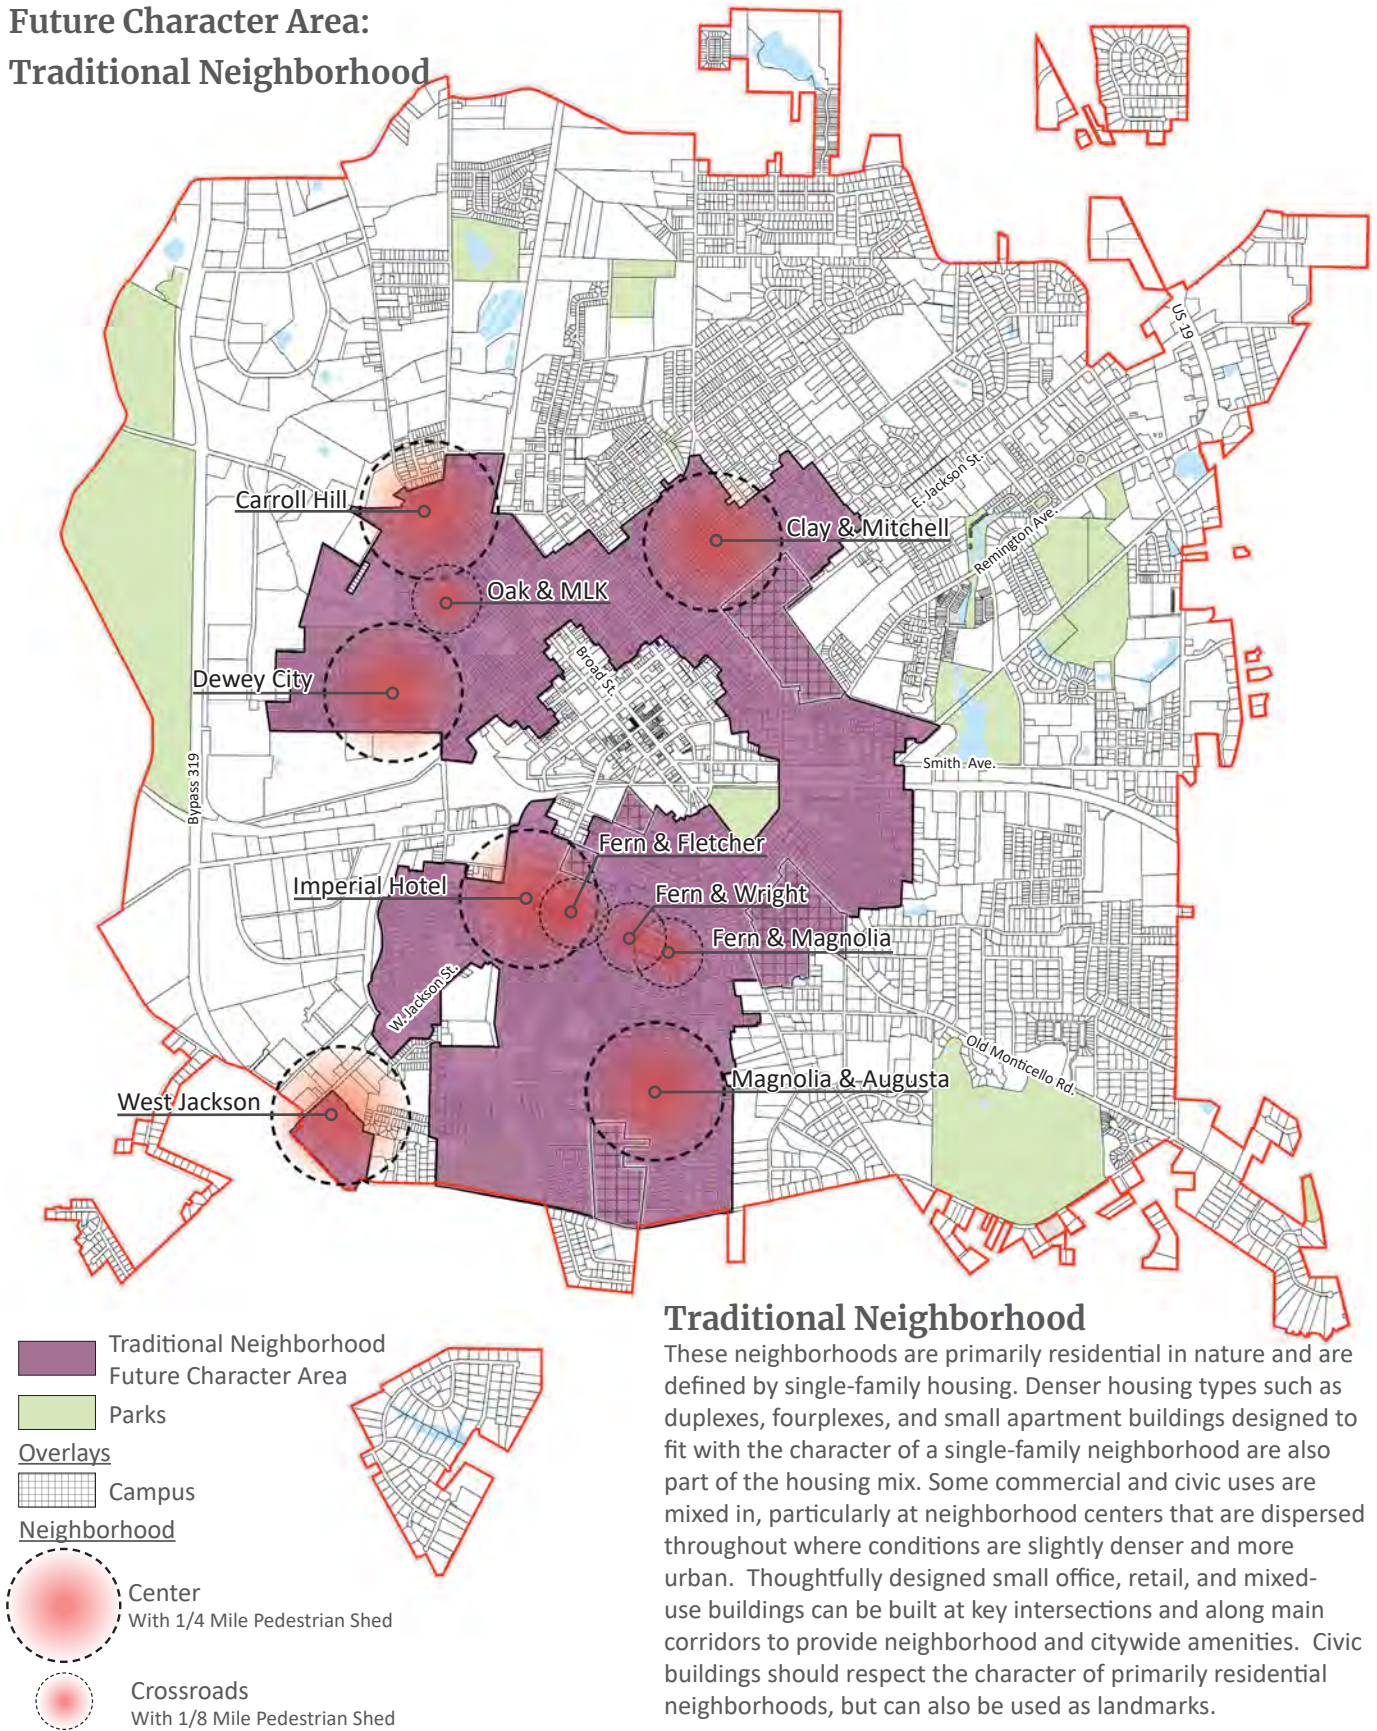 Future Character Area:
Traditional Neighborhood
US 19
E. Jackson St.
Carroll Hill
Clay & Mitchell
Remington Ave.
Oak & MLK
Broad St.
Dewey City
Smith Ave.
Bypass 319
Fern & Fletcher
Imperial Hotel
Fern & Wright
Fern & Magnolia
W. Jackson St.
Old Monticello Rd.
Magnolia & Augusta
West Jackson
Traditional Neighborhood
Future Character Area
Parks
Overlays
Campus
Neighborhood
Center
With 1/4 Mile Pedestrian Shed
Crossroads
With 1/8 Mile Pedestrian Shed
Traditional Neighborhood
These neighborhoods are primarily residential in nature and are
defined by single-family housing. Denser housing types such as
duplexes, fourplexes, and small apartment buildings designed to
fit with the character of a single-family neighborhood are also
part of the housing mix. Some commercial and civic uses are
mixed in, particularly at neighborhood centers that are dispersed
throughout where conditions are slightly denser and more
urban.  Thoughtfully designed small office, retail, and mixed-
use buildings can be built at key intersections and along main
corridors to provide neighborhood and citywide amenities.  Civic
buildings should respect the character of primarily residential
neighborhoods, but can also be used as landmarks.